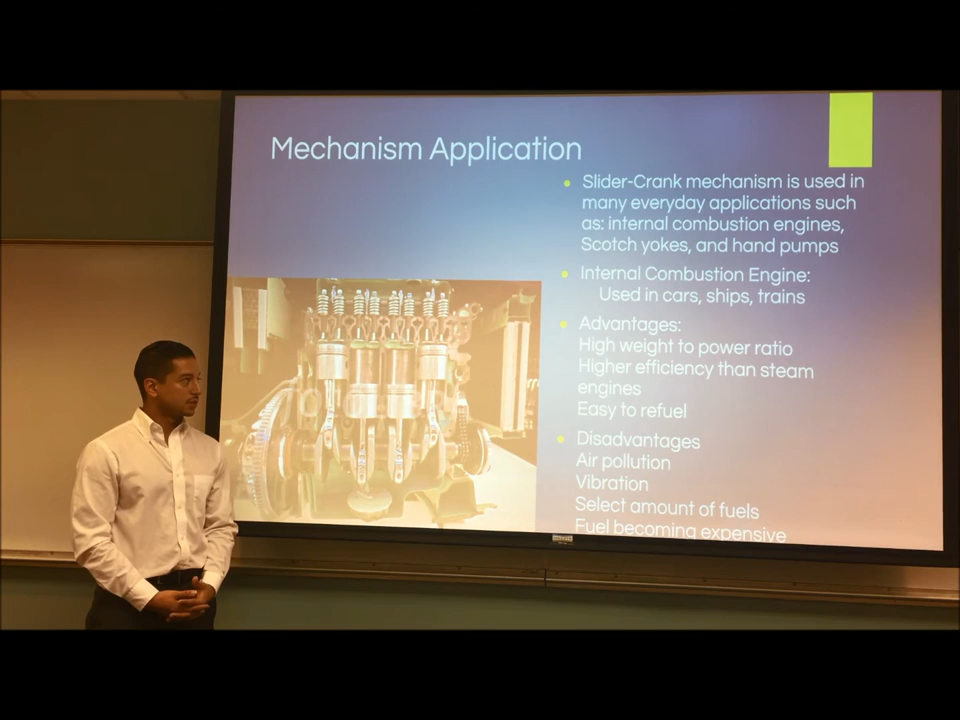 Mechanism Application
Slider-Crank mechanism is used in
many everyday applications such
as: internal combustion engines,
Scotch yokes, and hand pumps
Internal Combustion Engine:
Used in cars, ships, trains
Advantages:
High weight to power ratio
Higher efficiency than steam
engines
Easy to refuel
Disadvantages
Air pollution
Vibration
Select amount of fuels
Fuel becoming expensive